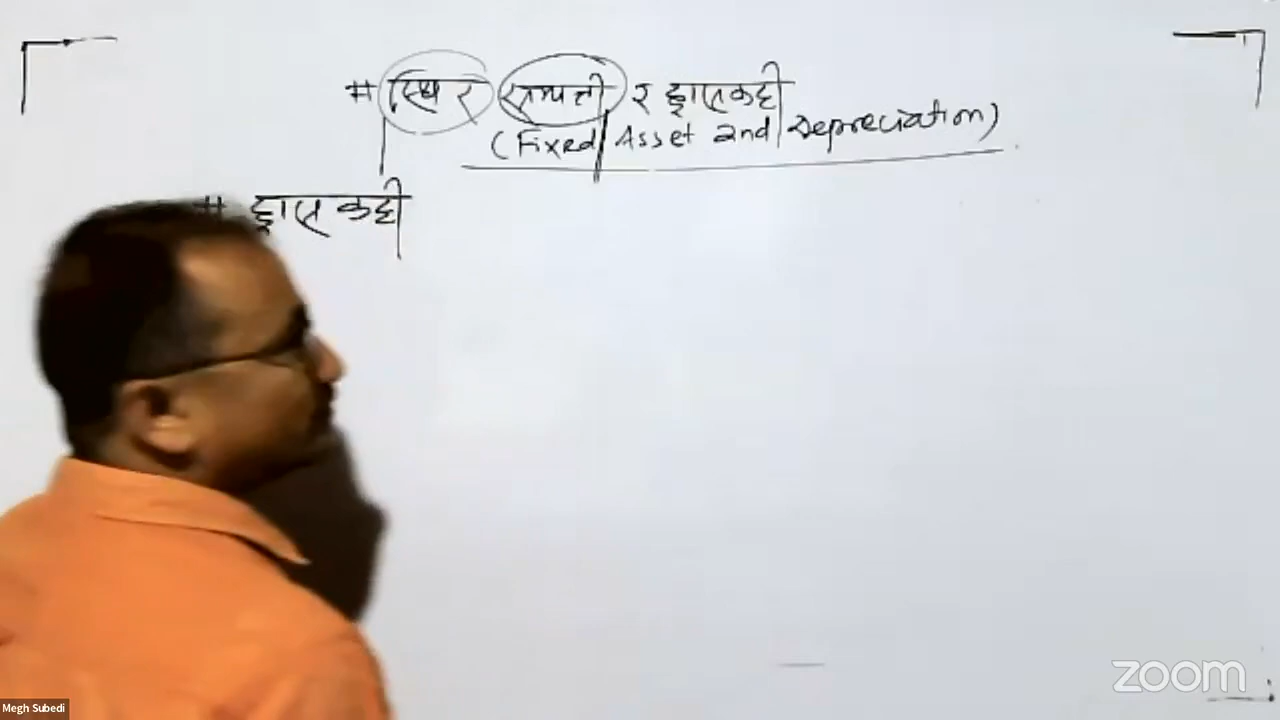 # स्थिर सम्पत्ती र ह्रासकट्टी
(Fixed Asset and Depreciation)
# ह्रासकट्टी
zoom
Megh Subedi